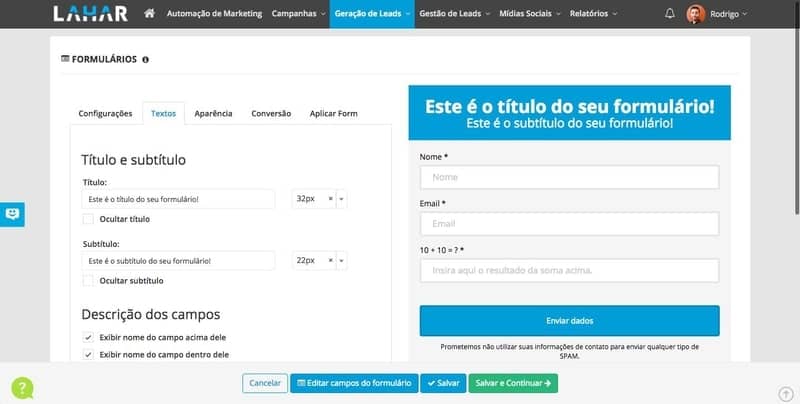 LAHAR Automação de Marketing Campanhas Geração de Leads Gestão de Leads Mídias Sociais Relatórios Rodrigo
FORMULÁRIOS
Configurações Textos Aparência Conversão Aplicar Form
Título e subtítulo
Título:
Este é o título do seu formulário! 32px ×
Ocultar título
Subtítulo:
Este é o subtítulo do seu formulário! 22px ×
Ocultar subtítulo
Descrição dos campos
Exibir nome do campo acima dele
Exibir nome do campo dentro dele
Este é o título do seu formulário!
Este é o subtítulo do seu formulário!
Nome *
Nome
Email *
Email
10 + 10 = ? *
Insira aqui o resultado da soma acima.
Enviar dados
Prometemos não utilizar suas informações de contato para enviar qualquer tipo de
SPAM.
Cancelar Editar campos do formulário Salvar Salvar e Continuar
?